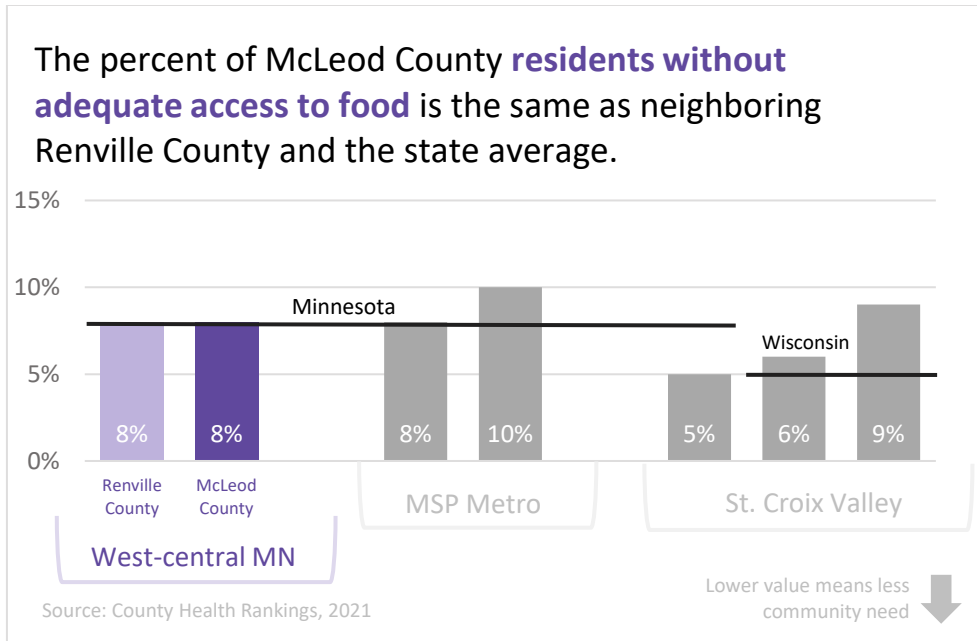 The percent of McLeod County residents without
adequate access to food is the same as neighboring
Renville County and the state average.
15%
10%
5%
0%
Minnesota
Wisconsin
8%
8%
8%
10%
5%
6%
9%
Renville
County
McLeod
County
West-central MN
MSP Metro
St. Croix Valley
Source: County Health Rankings, 2021
Lower value means less
community need